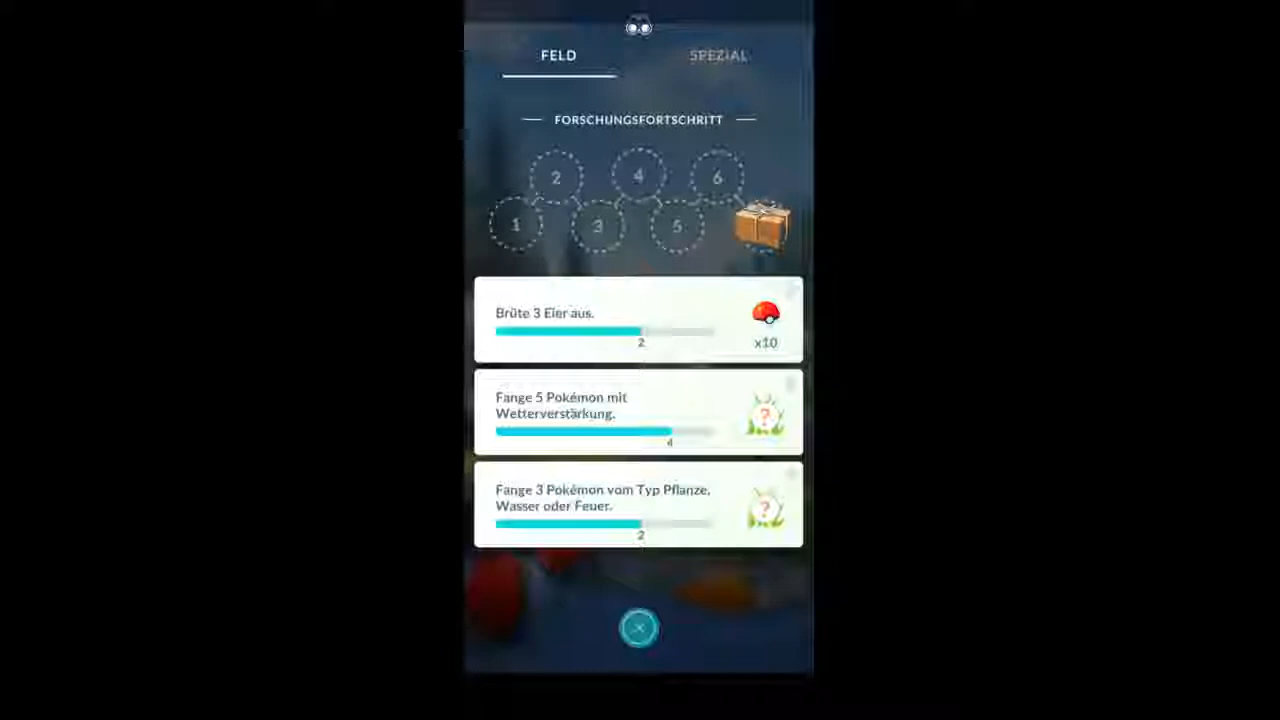 FELD
SPEZIAL
FORSCHUNGSFORTSCHRITT
2
4
6
1
3
5
Brüte 3 Eier aus.
2
x10
Fange 5 Pokémon mit
Wetterverstärkung.
?
4
Fange 3 Pokémon vom Typ Pflanze,
Wasser oder Feuer.
?
2